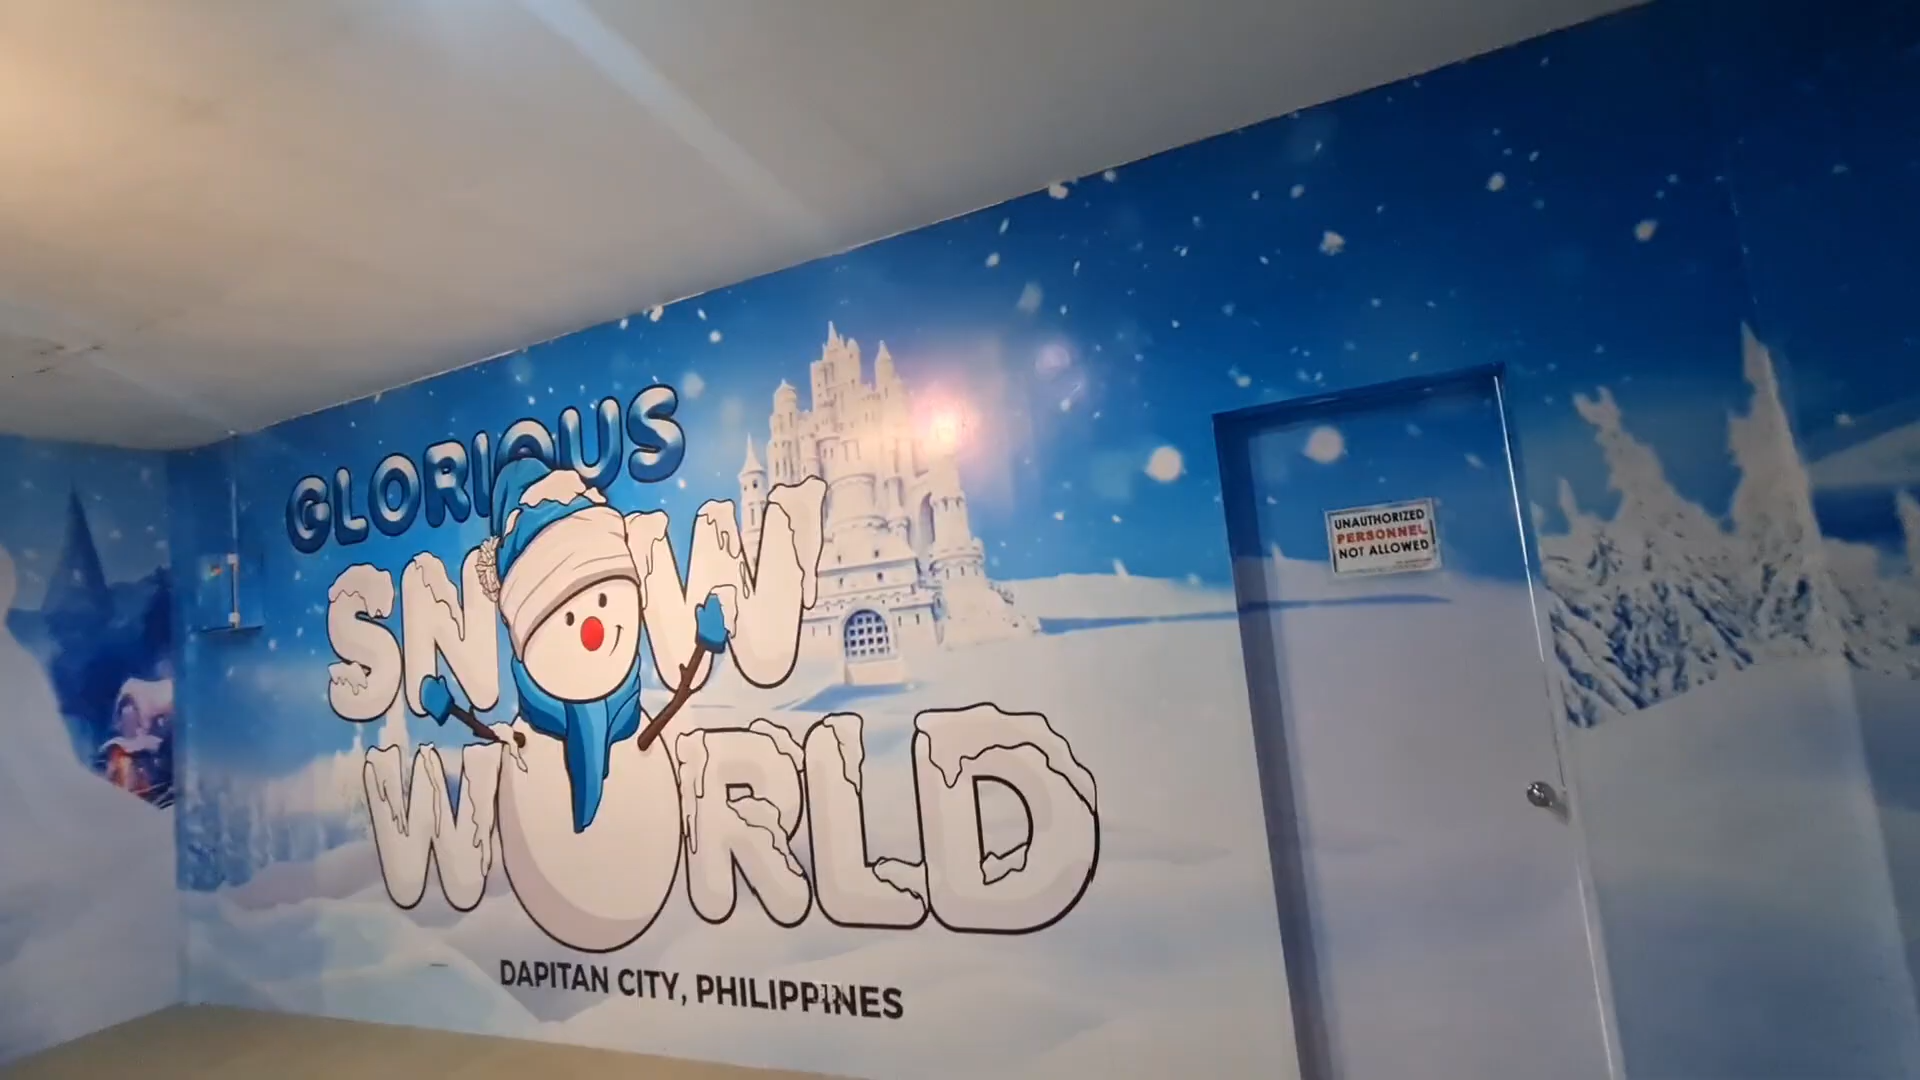 GLORIOUS
SNOW
WORLD
DAPITAN CITY, PHILIPPINES
UNAUTHORIZED
PERSONNEL
NOT ALLOWED